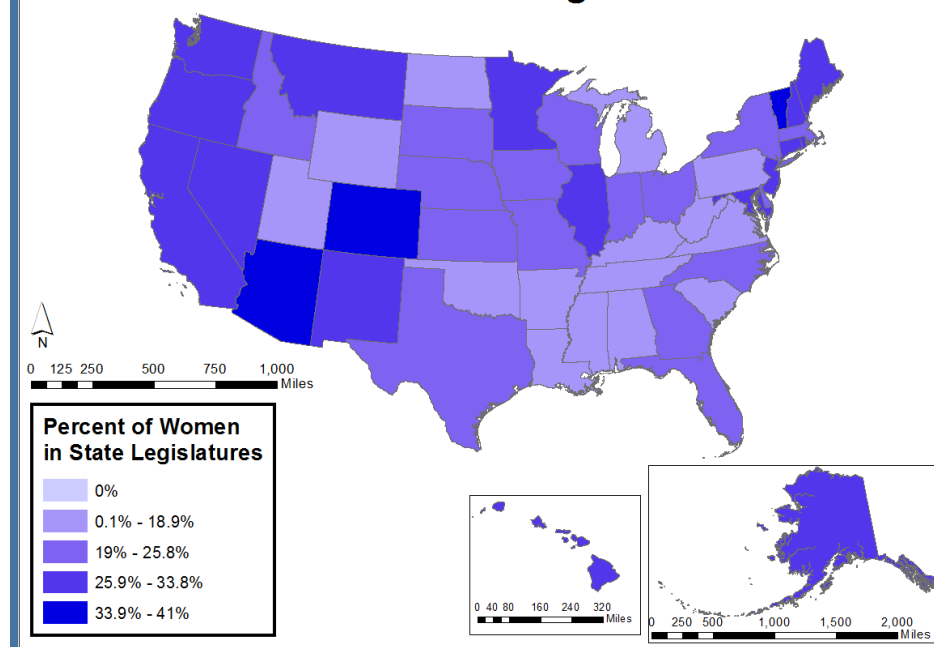 N
0 125 250 500 750 1,000
Miles
Percent of Women
in State Legislatures
0%
0.1% - 18.9%
19% - 25.8%
25.9% - 33.8%
33.9% - 41%
0 40 80 160 240 320
Miles
0 250 500 1,000 1,500 2,000
Miles